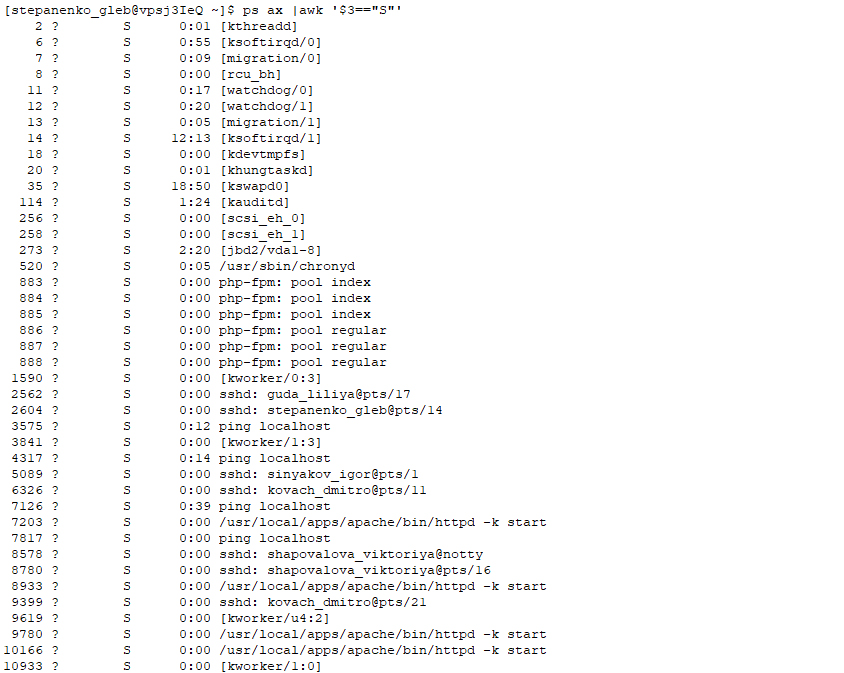 [stepanenko_gleb@vpsj3IeQ ~]$ ps ax |awk '$3=="S"'
2 ? S 0:01 [kthreadd]
6 ? S 0:55 [ksoftirqd/0]
7 ? S 0:09 [migration/0]
8 ? S 0:00 [rcu_bh]
11 ? S 0:17 [watchdog/0]
12 ? S 0:20 [watchdog/1]
13 ? S 0:05 [migration/1]
14 ? S 12:13 [ksoftirqd/1]
18 ? S 0:00 [kdevtmpfs]
20 ? S 0:01 [khungtaskd]
35 ? S 18:50 [kswapd0]
114 ? S 1:24 [kauditd]
256 ? S 0:00 [scsi_eh_0]
258 ? S 0:00 [scsi_eh_1]
273 ? S 2:20 [jbd2/vda1-8]
520 ? S 0:05 /usr/sbin/chronyd
883 ? S 0:00 php-fpm: pool index
884 ? S 0:00 php-fpm: pool index
885 ? S 0:00 php-fpm: pool index
886 ? S 0:00 php-fpm: pool regular
887 ? S 0:00 php-fpm: pool regular
888 ? S 0:00 php-fpm: pool regular
1590 ? S 0:00 [kworker/0:3]
2562 ? S 0:00 sshd: guda_liliya@pts/17
2604 ? S 0:00 sshd: stepanenko_gleb@pts/14
3575 ? S 0:12 ping localhost
3841 ? S 0:00 [kworker/1:3]
4317 ? S 0:14 ping localhost
5089 ? S 0:00 sshd: sinyakov_igor@pts/1
6326 ? S 0:00 sshd: kovach_dmitro@pts/11
7126 ? S 0:39 ping localhost
7203 ? S 0:00 /usr/local/apps/apache/bin/httpd -k start
7817 ? S 0:00 ping localhost
8578 ? S 0:00 sshd: shapovalova_viktoriya@notty
8780 ? S 0:00 sshd: shapovalova_viktoriya@pts/16
8933 ? S 0:00 /usr/local/apps/apache/bin/httpd -k start
9399 ? S 0:00 sshd: kovach_dmitro@pts/21
9619 ? S 0:00 [kworker/u4:2]
9780 ? S 0:00 /usr/local/apps/apache/bin/httpd -k start
10166 ? S 0:00 /usr/local/apps/apache/bin/httpd -k start
10933 ? S 0:00 [kworker/1:0]